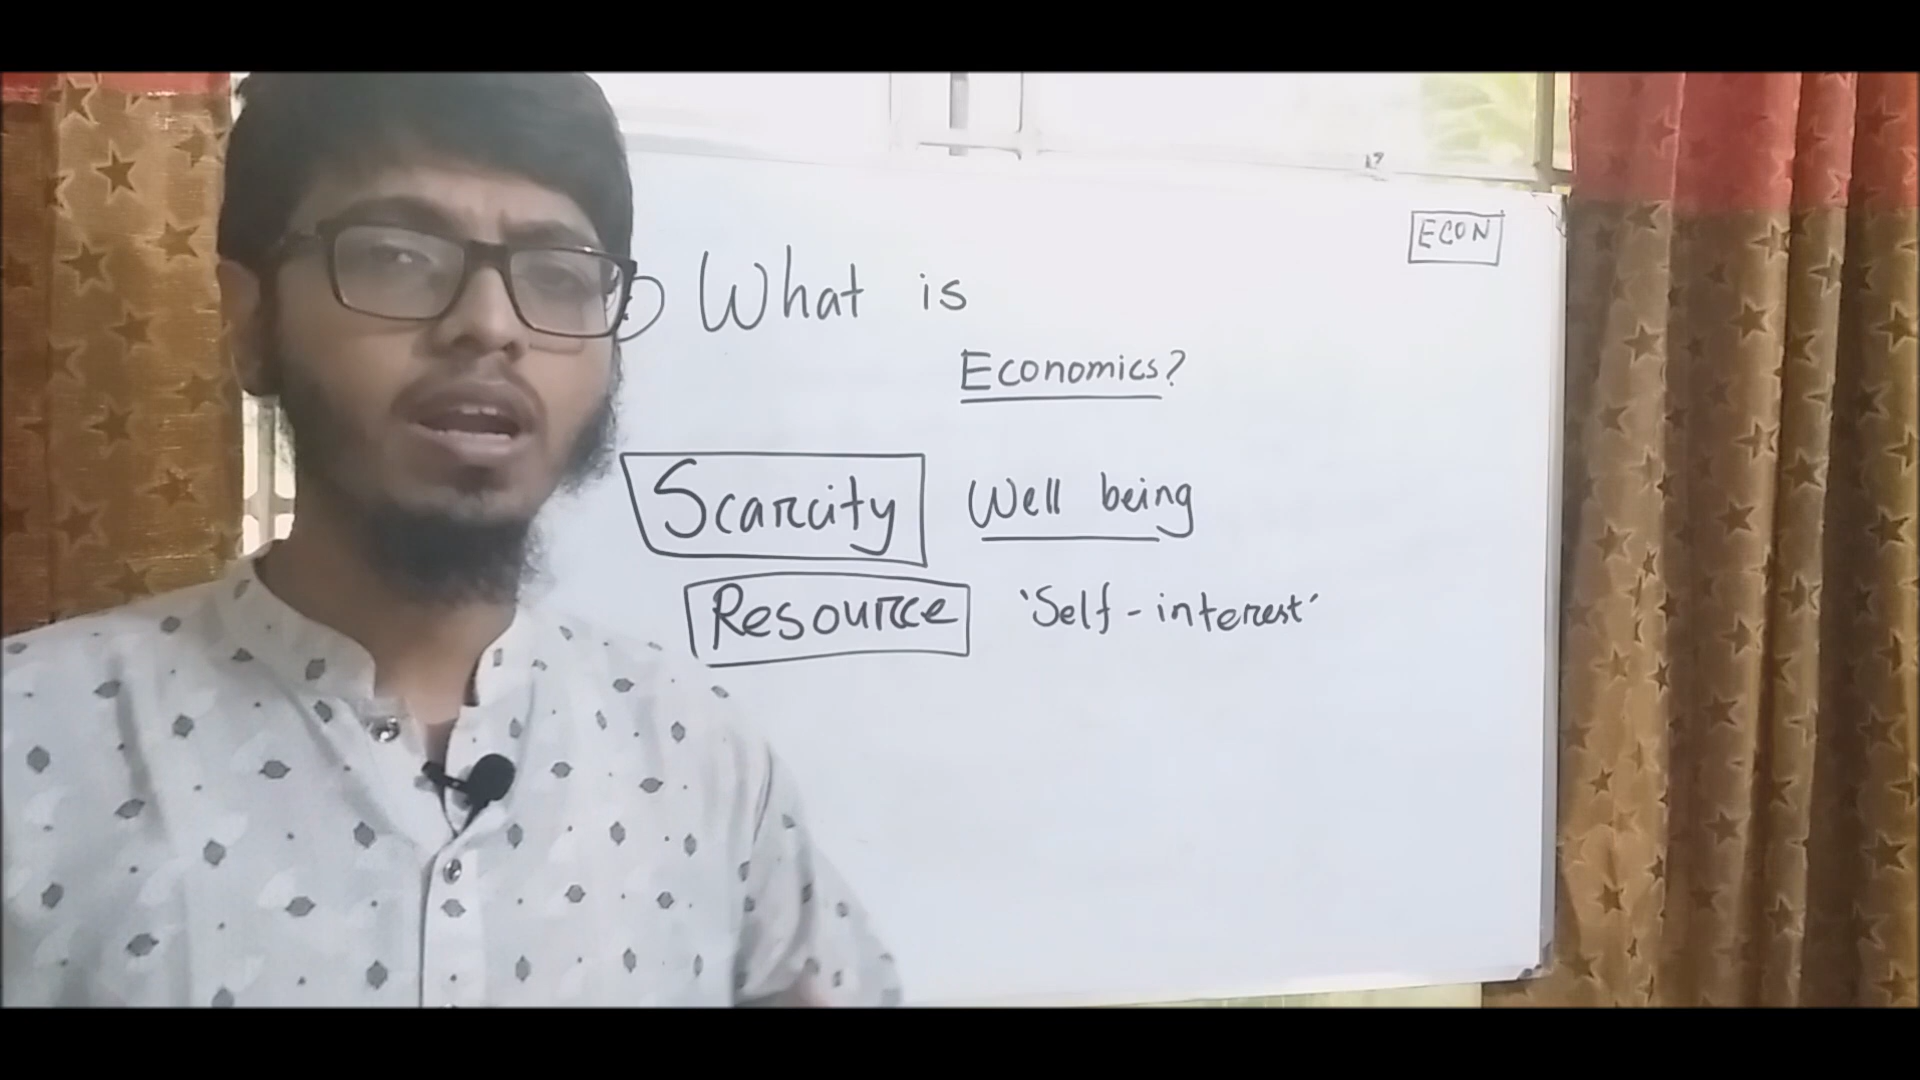 ECON
What is
Economics?
Scarcity Well being
Resource 'Self-interest'